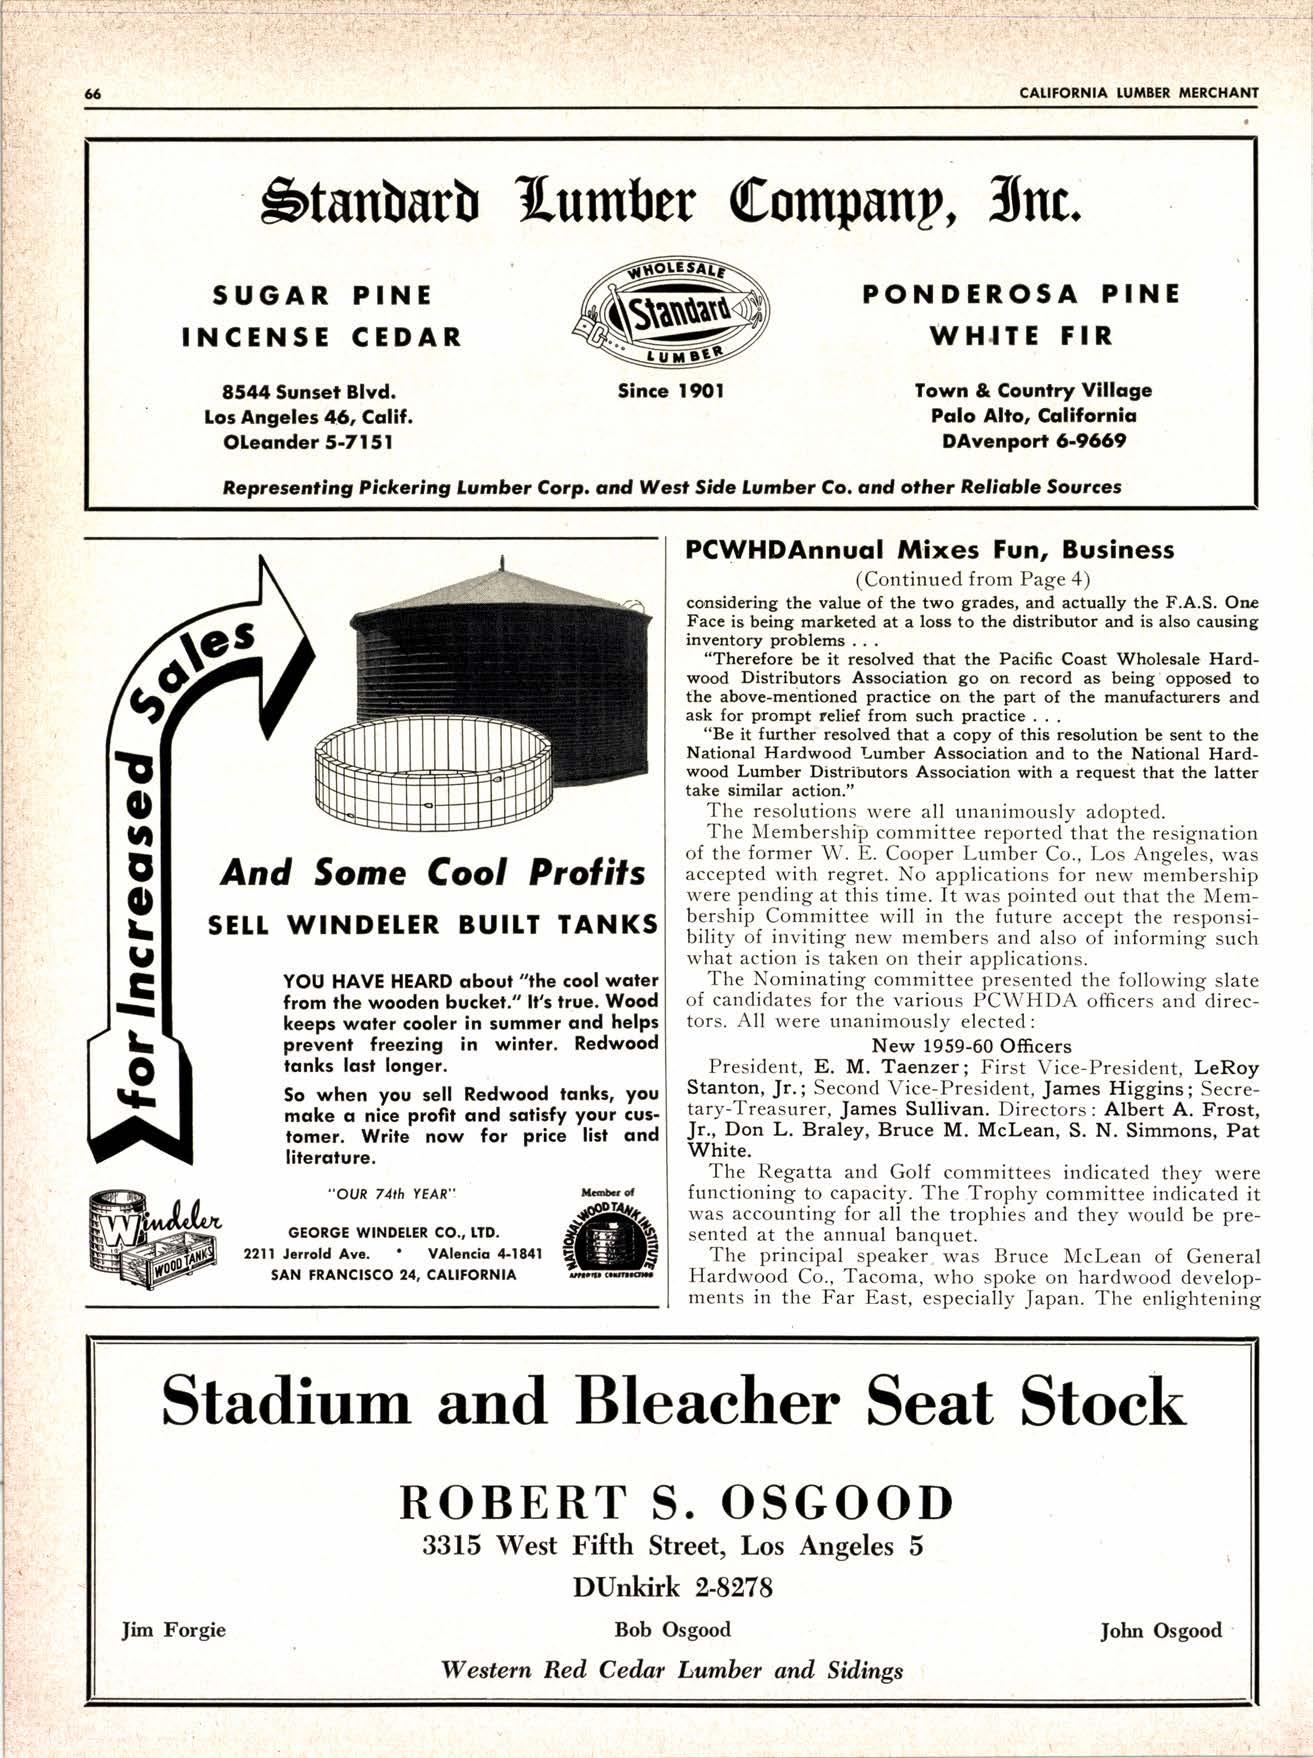 66
CALIFORNIA LUMBER MERCHANT
Standard Lumber Company, Inc.
SUGAR PINE
INCENSE CEDAR
8544 Sunset Blvd.
Los Angeles 46, Calif.
OLeander 5-7151
WHOLESALE
Standard
LUMBER
Since 1901
PONDEROSA PINE
WHITE FIR
Town & Country Village
Palo Alto, California
DAvenport 6-9669
Representing Pickering Lumber Corp. and West Side Lumber Co. and other Reliable Sources
for Increased Sales
And Some Cool Profits
SELL WINDELER BUILT TANKS
YOU HAVE HEARD about "the cool water
from the wooden bucket." It's true. Wood
keeps water cooler in summer and helps
prevent freezing in winter. Redwood
tanks last longer.
So when you sell Redwood tanks, you
make a nice profit and satisfy your cus-
tomer. Write now for price list and
literature.
Windeler
WOOD TANKS
"OUR 74th YEAR"
GEORGE WINDELER CO., LTD.
2211 Jerrold Ave. * VAlencia 4-1841
SAN FRANCISCO 24, CALIFORNIA
Member of
NATIONAL WOOD TANK INSTITUTE
APPROVED CONSTRUCTION
PCWHDAnnual Mixes Fun, Business
(Continued from Page 4)
considering the value of the two grades, and actually the F.A.S. One
Face is being marketed at a loss to the distributor and is also causing
inventory problems . . .
"Therefore be it resolved that the Pacific Coast Wholesale Hard-
wood Distributors Association go on record as being opposed to
the above-mentioned practice on the part of the manufacturers and
ask for prompt relief from such practice . . .
"Be it further resolved that a copy of this resolution be sent to the
National Hardwood Lumber Association and to the National Hard-
wood Lumber Distributors Association with a request that the latter
take similar action."
The resolutions were all unanimously adopted.
The Membership committee reported that the resignation
of the former W. E. Cooper Lumber Co., Los Angeles, was
accepted with regret. No applications for new membership
were pending at this time. It was pointed out that the Mem-
bership Committee will in the future accept the responsi-
bility of inviting new members and also of informing such
what action is taken on their applications.
The Nominating committee presented the following slate
of candidates for the various PCWHDA officers and direc-
tors. All were unanimously elected:
New 1959-60 Officers
President, E. M. Taenzer; First Vice-President, LeRoy
Stanton, Jr.; Second Vice-President, James Higgins; Secre-
tary-Treasurer, James Sullivan. Directors: Albert A. Frost,
Jr., Don L. Braley, Bruce M. McLean, S. N. Simmons, Pat
White.
The Regatta and Golf committees indicated they were
functioning to capacity. The Trophy committee indicated it
was accounting for all the trophies and they would be pre-
sented at the annual banquet.
The principal speaker was Bruce McLean of General
Hardwood Co., Tacoma, who spoke on hardwood develop-
ments in the Far East, especially Japan. The enlightening
Stadium and Bleacher Seat Stock
ROBERT S. OSGOOD
3315 West Fifth Street, Los Angeles 5
DUnkirk 2-8278
Jim Forgie
Bob Osgood
John Osgood
Western Red Cedar Lumber and Sidings